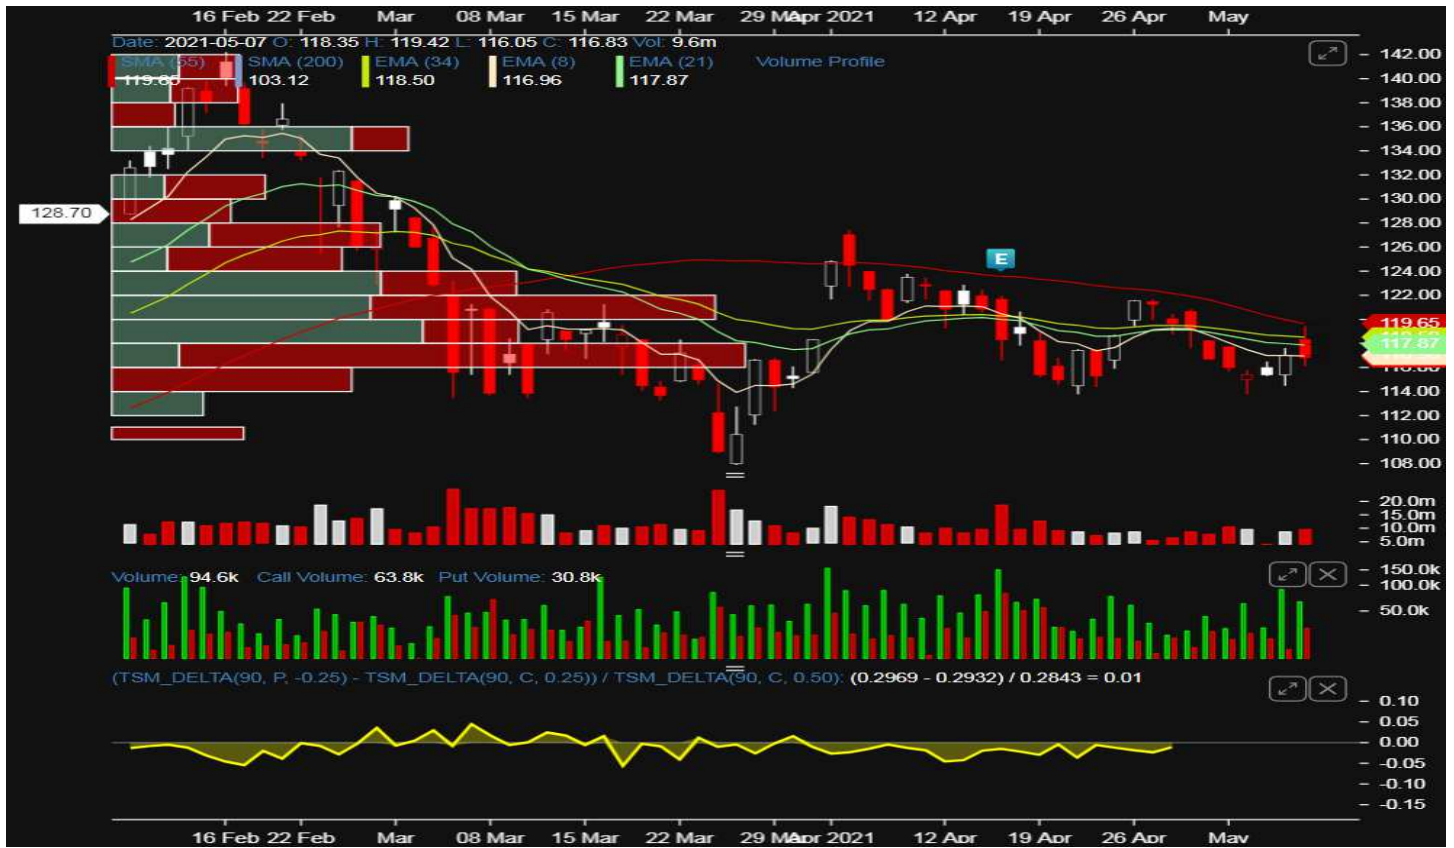 16 Feb 22 Feb Mar 08 Mar 15 Mar 22 Mar 29 Mar Apr 2021 12 Apr 19 Apr 26 Apr May
Date: 2021-05-07 O: 118.35 H: 119.42 L: 116.05 C: 116.83 Vol: 9.6m
SMA (55) SMA (200) EMA (34) EMA (8) EMA (21) Volume Profile
119.65 103.12 118.50 116.96 117.87
142.00
140.00
138.00
136.00
134.00
132.00
130.00
128.70
128.00
126.00
E
124.00
122.00
119.65
117.87
116.00
114.00
112.00
110.00
108.00
20.0m
15.0m
10.0m
5.0m
Volume: 94.6k Call Volume: 63.8k Put Volume: 30.8k
150.0k
100.0k
50.0k
(TSM_DELTA(90, P, -0.25) - TSM_DELTA(90, C, 0.25)) / TSM_DELTA(90, C, 0.50): (0.2969 - 0.2932) / 0.2843 = 0.01
0.10
0.05
0.00
-0.05
-0.10
-0.15
16 Feb 22 Feb Mar 08 Mar 15 Mar 22 Mar 29 Mar Apr 2021 12 Apr 19 Apr 26 Apr May